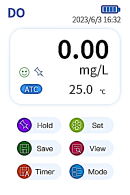 DO
2023/6/3 16:32
0.00
mg/L
ATC 25.0 °C
Hold Set
Save View
Timer Mode